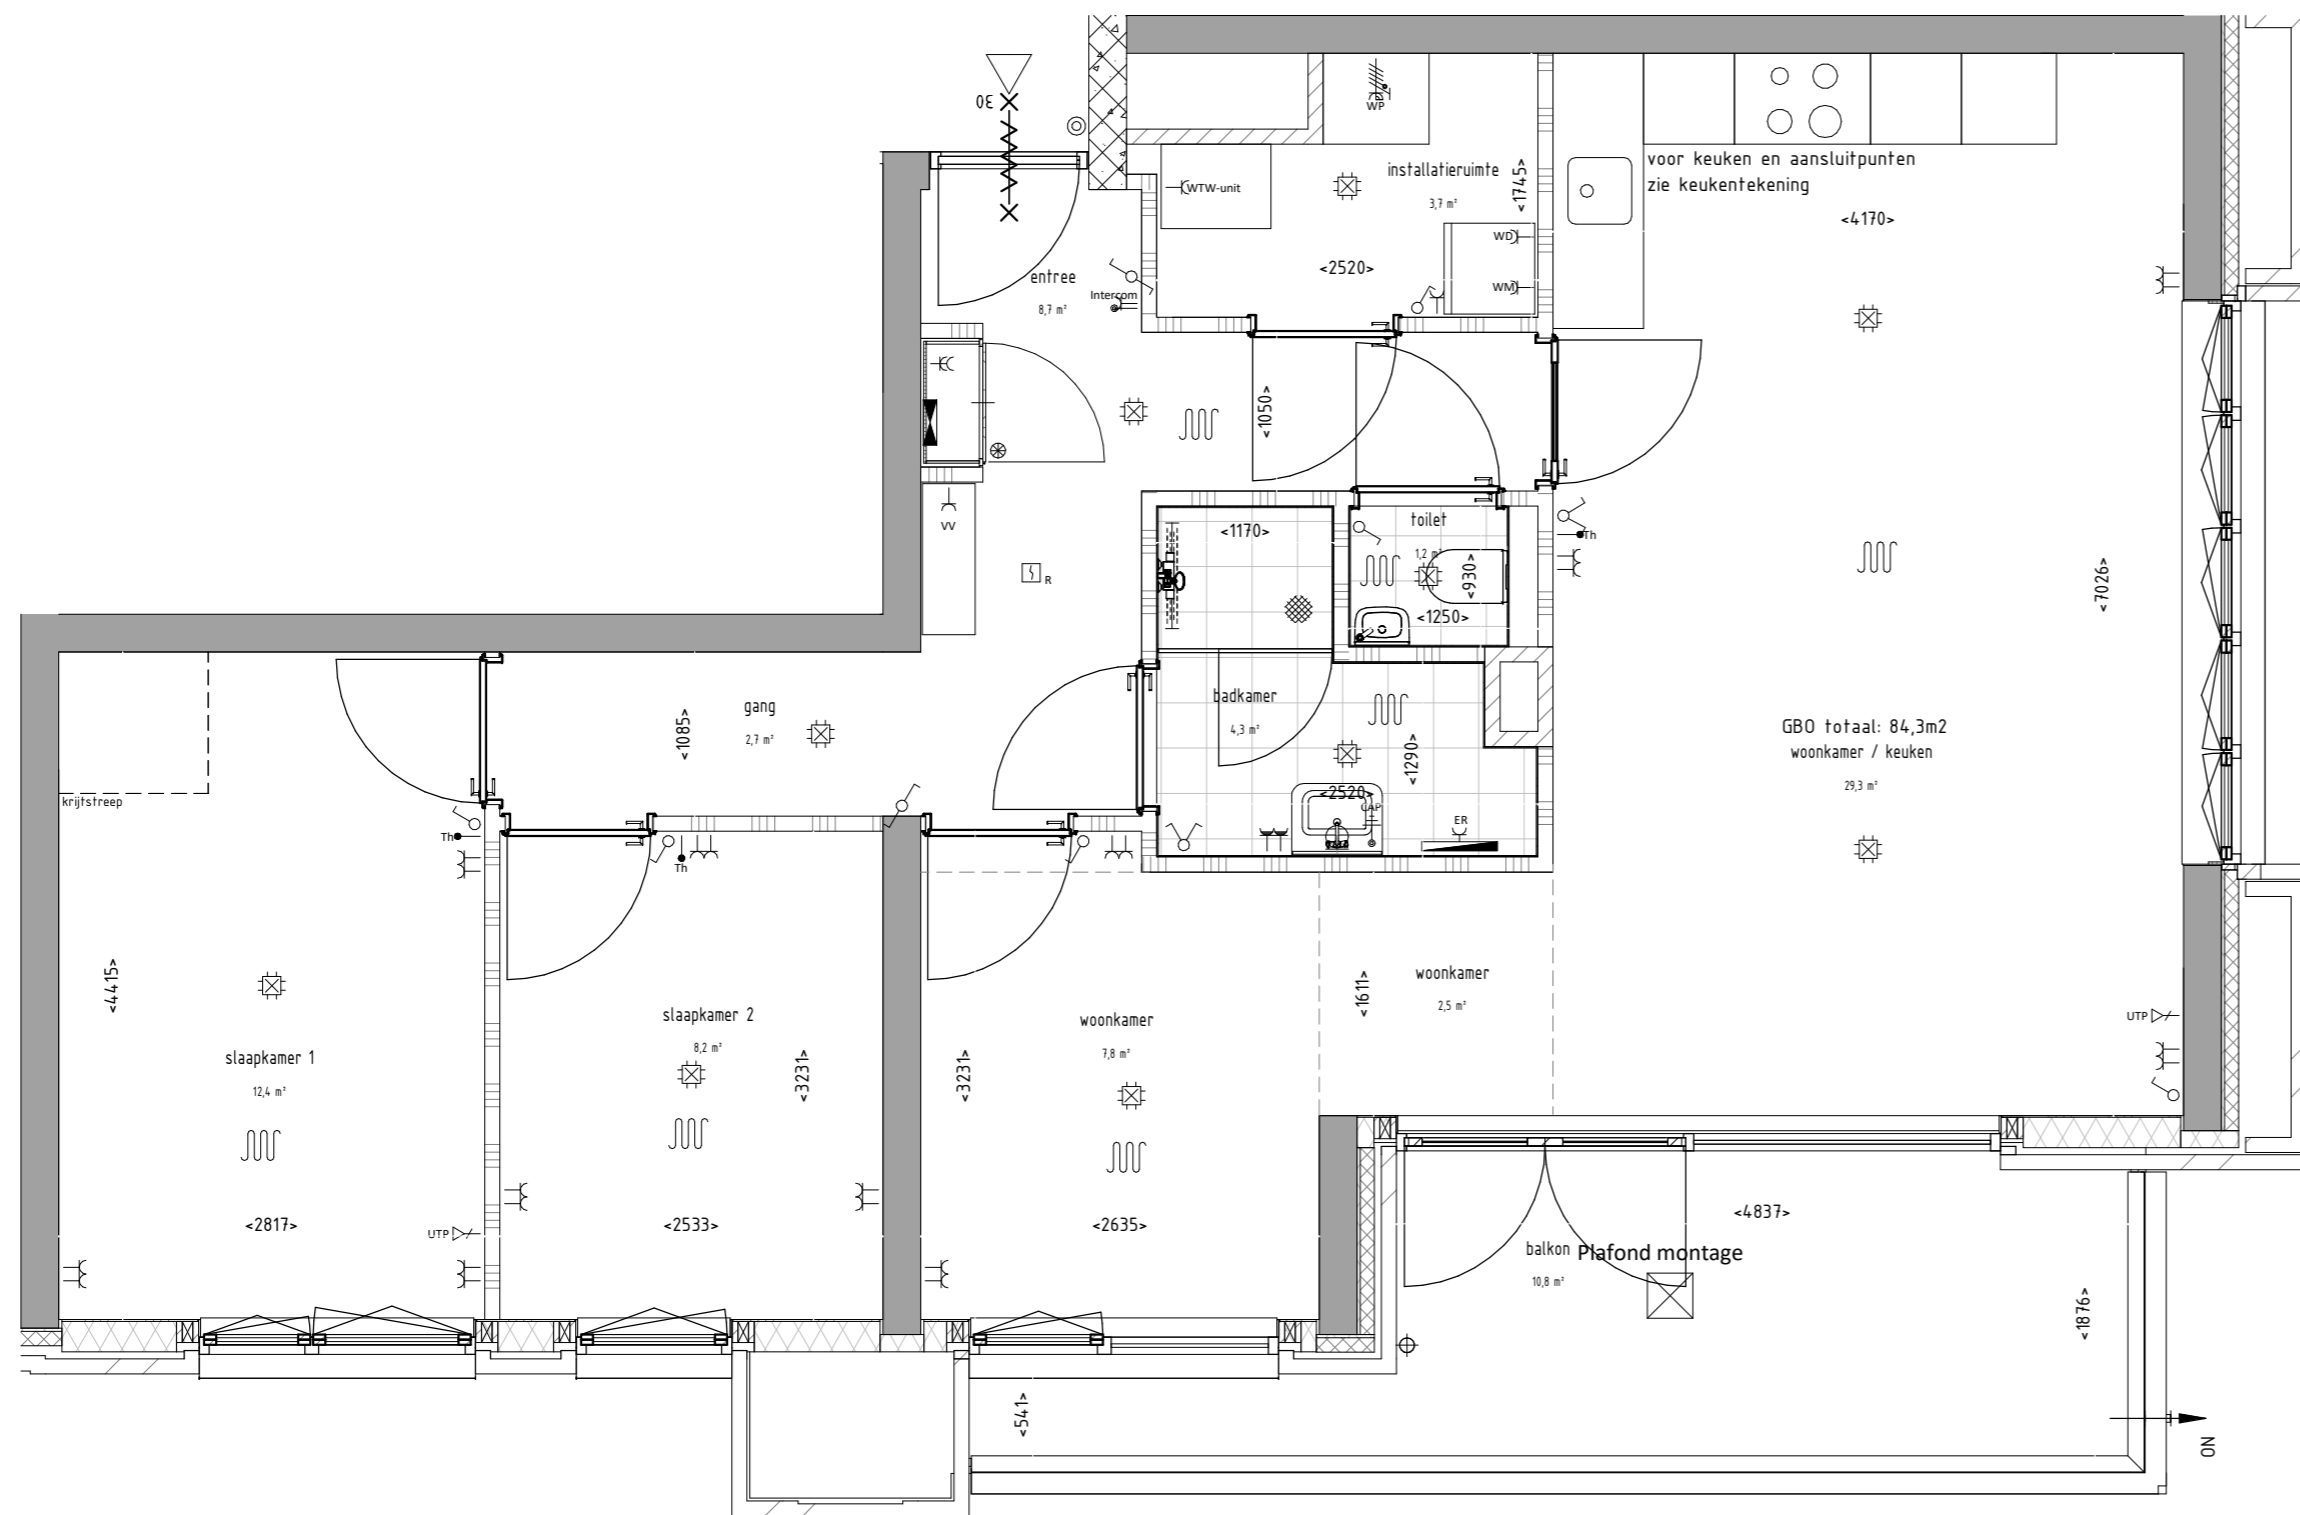 30
WP
WTW-unit
installatieruimte
3,7 m²
<1745>
voor keuken en aansluitpunten
zie keukentekening
<4170>
WD
<2520>
WM
entree
8,7 m²
Intercom
<1050>
VV
R
<1170>
toilet
1,2 m²
<930>
<1250>
Th
<7026>
gang
2,7 m²
<1085>
badkamer
4,3 m²
<1290>
<2520>
CAP
ER
GBO totaal: 84,3m2
woonkamer / keuken
29,3 m²
krijtstreep
Th
Th
<4415>
slaapkamer 1
12,4 m²
<2817>
UTP
slaapkamer 2
8,2 m²
<3231>
<2533>
<3231>
woonkamer
7,8 m²
<2635>
<1611>
woonkamer
2,5 m²
UTP
<4837>
balkon
Plafond montage
10,8 m²
<1876>
<541>
NO